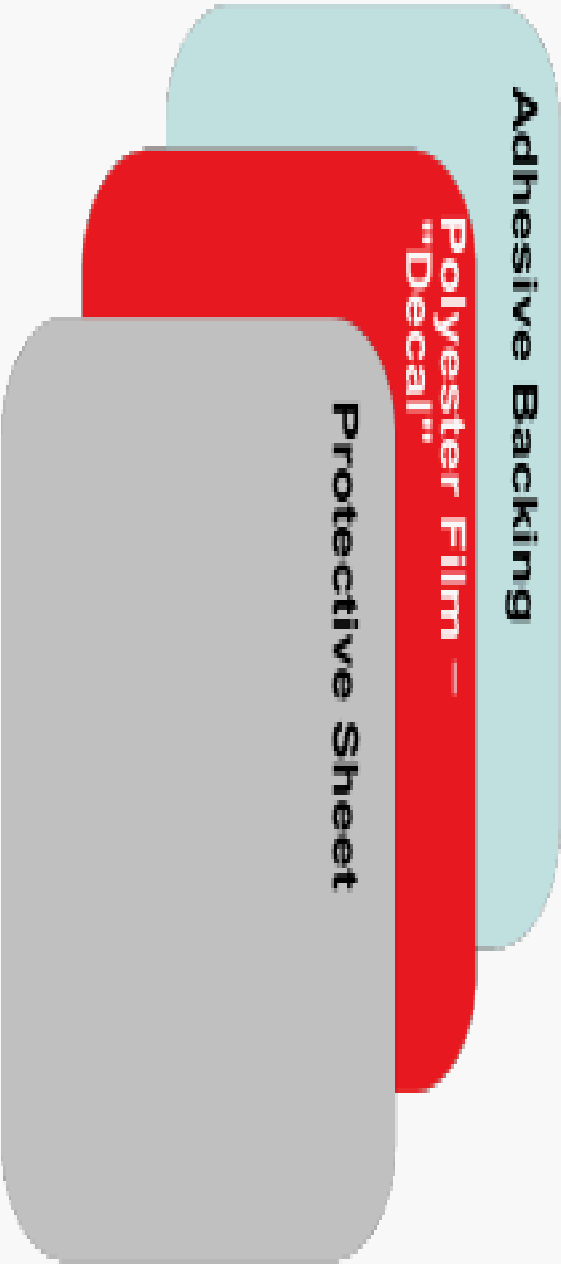 Adhesive Backing
Polyester Film –
"Decal"
Protective Sheet